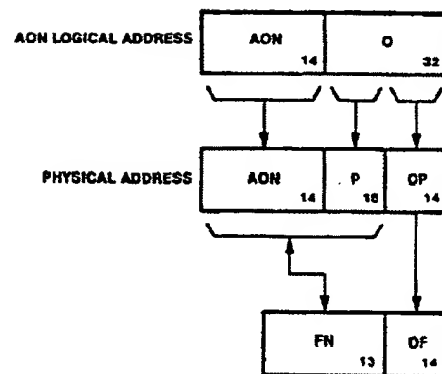 AON LOGICAL ADDRESS AON 14 O 32
PHYSICAL ADDRESS AON 14 P 18 OP 14
FN 13 OF 14